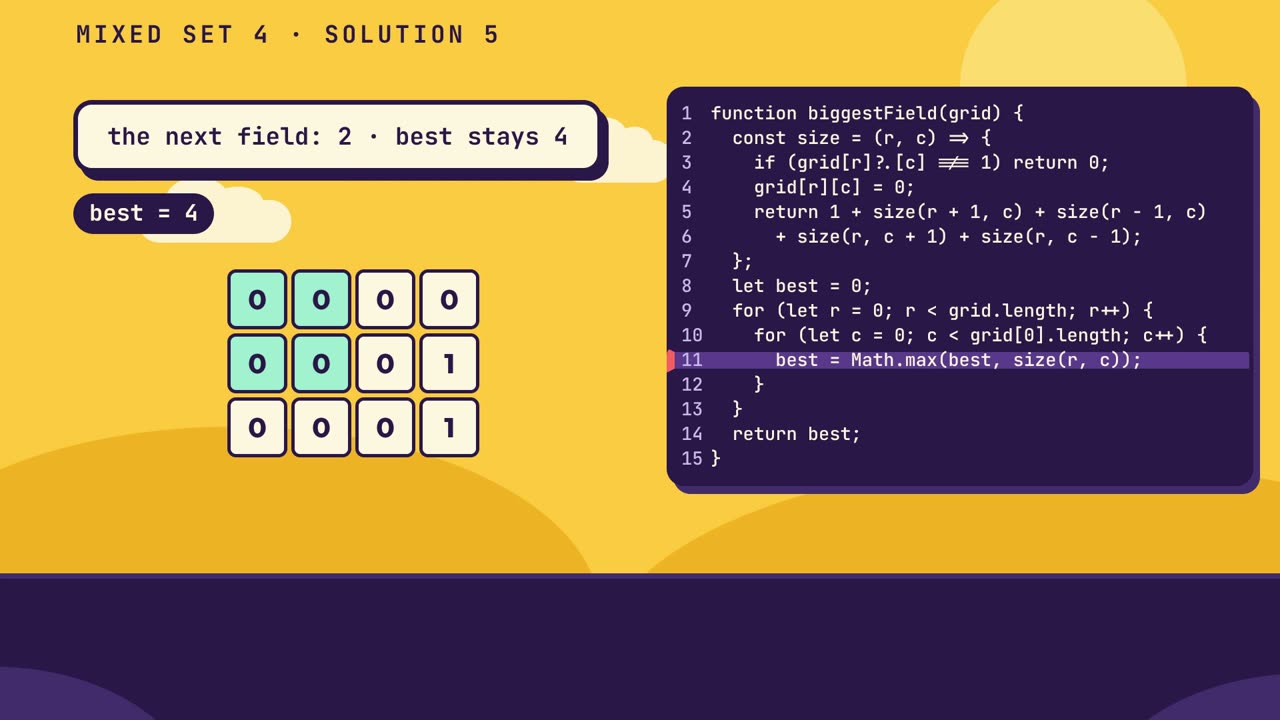 MIXED SET 4 · SOLUTION 5
the next field: 2 · best stays 4
best = 4
0 0 0 0
0 0 0 1
0 0 0 1
1 function biggestField(grid) {
2 const size = (r, c) => {
3 if (grid[r]?.[c] !== 1) return 0;
4 grid[r][c] = 0;
5 return 1 + size(r + 1, c) + size(r - 1, c)
6 + size(r, c + 1) + size(r, c - 1);
7 };
8 let best = 0;
9 for (let r = 0; r < grid.length; r++) {
10 for (let c = 0; c < grid[0].length; c++) {
11 best = Math.max(best, size(r, c));
12 }
13 }
14 return best;
15 }